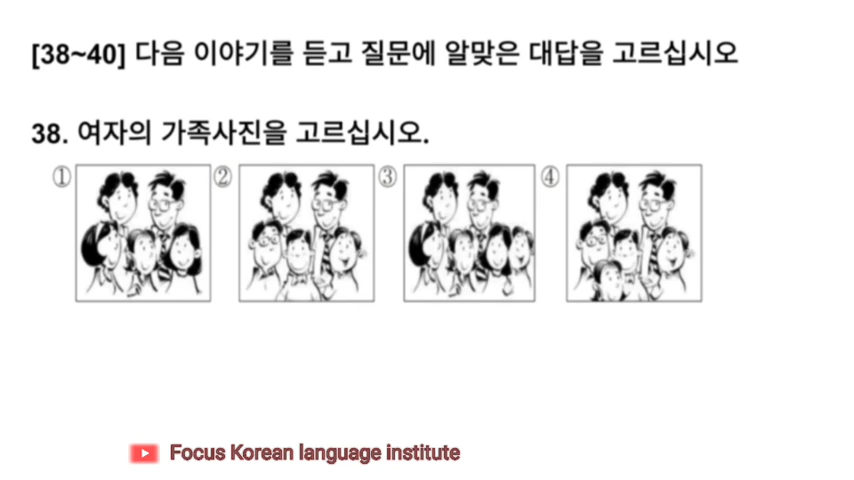 [38~40] 다음 이야기를 듣고 질문에 알맞은 대답을 고르십시오
38. 여자의 가족사진을 고르십시오.
① ② ③ ④
Focus Korean language institute